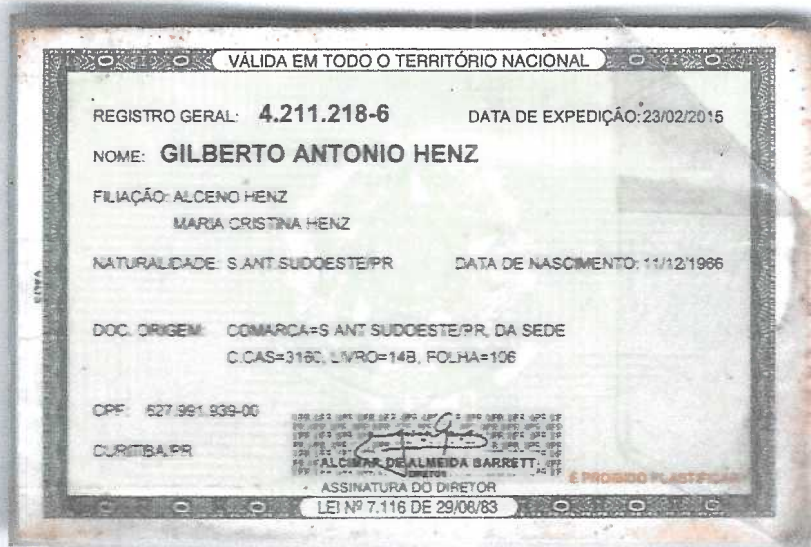 VÁLIDA EM TODO O TERRITÓRIO NACIONAL
REGISTRO GERAL: 4.211.218-6 DATA DE EXPEDIÇÃO: 23/02/2015
NOME: GILBERTO ANTONIO HENZ
FILIAÇÃO: ALCENO HENZ
MARIA CRISTINA HENZ
NATURALIDADE: S.ANT.SUDOESTE/PR DATA DE NASCIMENTO: 11/12/1966
DOC. ORIGEM: COMARCA=S ANT SUDOESTE/PR, DA SEDE
C.CAS=3160, LIVRO=14B, FOLHA=106
CPF: 627.991.939-00
CURITIBA/PR
ALCIMAR DE ALMEIDA BARRETT
DIRETOR
ASSINATURA DO DIRETOR
É PROIBIDO PLASTIFICAR
LEI Nº 7.116 DE 29/08/83